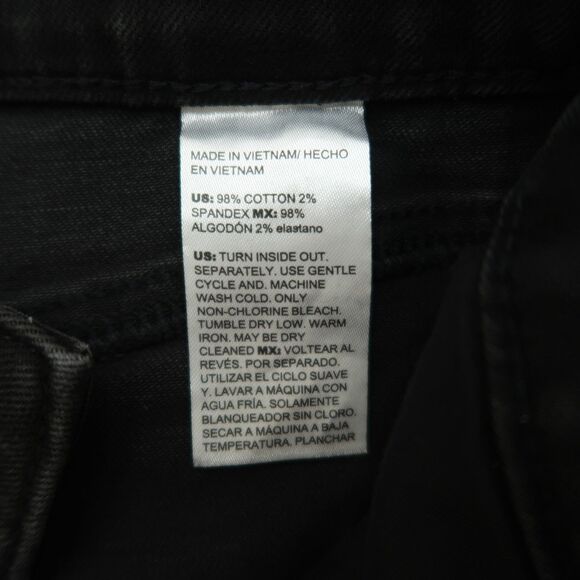 MADE IN VIETNAM/ HECHO
EN VIETNAM
US: 98% COTTON 2%
SPANDEX MX: 98%
ALGODÓN 2% elastano
US: TURN INSIDE OUT.
SEPARATELY. USE GENTLE
CYCLE AND. MACHINE
WASH COLD. ONLY
NON-CHLORINE BLEACH.
TUMBLE DRY LOW. WARM
IRON. MAY BE DRY
CLEANED MX: VOLTEAR AL
REVÉS. POR SEPARADO.
UTILIZAR EL CICLO SUAVE
Y. LAVAR A MÁQUINA CON
AGUA FRÍA. SOLAMENTE
BLANQUEADOR SIN CLORO.
SECAR A MÁQUINA A BAJA
TEMPERATURA. PLANCHAR